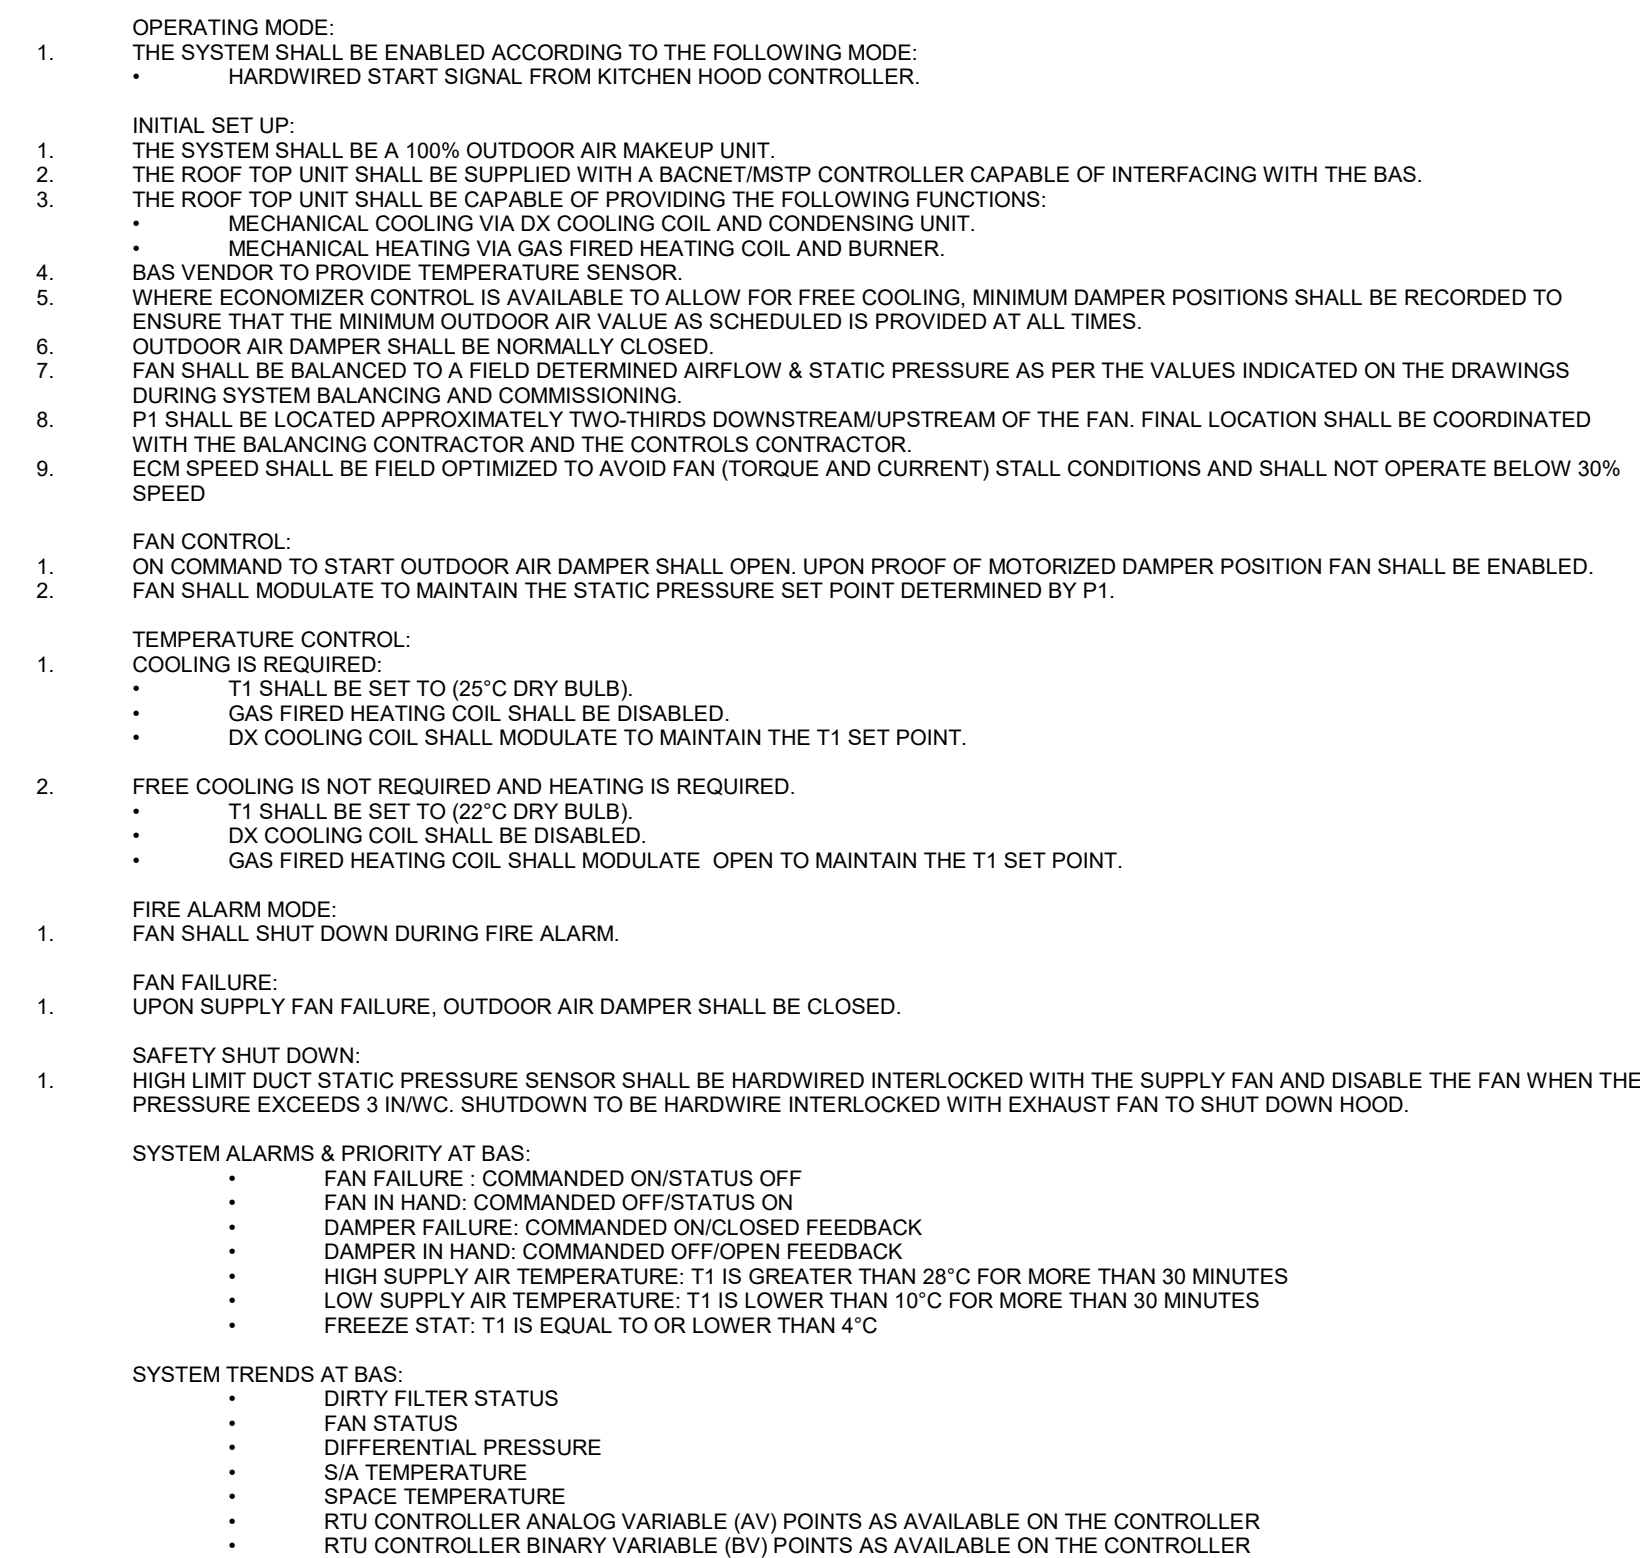 OPERATING MODE:
1. THE SYSTEM SHALL BE ENABLED ACCORDING TO THE FOLLOWING MODE:
• HARDWIRED START SIGNAL FROM KITCHEN HOOD CONTROLLER.
INITIAL SET UP:
1. THE SYSTEM SHALL BE A 100% OUTDOOR AIR MAKEUP UNIT.
2. THE ROOF TOP UNIT SHALL BE SUPPLIED WITH A BACNET/MSTP CONTROLLER CAPABLE OF INTERFACING WITH THE BAS.
3. THE ROOF TOP UNIT SHALL BE CAPABLE OF PROVIDING THE FOLLOWING FUNCTIONS:
• MECHANICAL COOLING VIA DX COOLING COIL AND CONDENSING UNIT.
• MECHANICAL HEATING VIA GAS FIRED HEATING COIL AND BURNER.
4. BAS VENDOR TO PROVIDE TEMPERATURE SENSOR.
5. WHERE ECONOMIZER CONTROL IS AVAILABLE TO ALLOW FOR FREE COOLING, MINIMUM DAMPER POSITIONS SHALL BE RECORDED TO
ENSURE THAT THE MINIMUM OUTDOOR AIR VALUE AS SCHEDULED IS PROVIDED AT ALL TIMES.
6. OUTDOOR AIR DAMPER SHALL BE NORMALLY CLOSED.
7. FAN SHALL BE BALANCED TO A FIELD DETERMINED AIRFLOW & STATIC PRESSURE AS PER THE VALUES INDICATED ON THE DRAWINGS
DURING SYSTEM BALANCING AND COMMISSIONING.
8. P1 SHALL BE LOCATED APPROXIMATELY TWO-THIRDS DOWNSTREAM/UPSTREAM OF THE FAN. FINAL LOCATION SHALL BE COORDINATED
WITH THE BALANCING CONTRACTOR AND THE CONTROLS CONTRACTOR.
9. ECM SPEED SHALL BE FIELD OPTIMIZED TO AVOID FAN (TORQUE AND CURRENT) STALL CONDITIONS AND SHALL NOT OPERATE BELOW 30%
SPEED
FAN CONTROL:
1. ON COMMAND TO START OUTDOOR AIR DAMPER SHALL OPEN. UPON PROOF OF MOTORIZED DAMPER POSITION FAN SHALL BE ENABLED.
2. FAN SHALL MODULATE TO MAINTAIN THE STATIC PRESSURE SET POINT DETERMINED BY P1.
TEMPERATURE CONTROL:
1. COOLING IS REQUIRED:
• T1 SHALL BE SET TO (25°C DRY BULB).
• GAS FIRED HEATING COIL SHALL BE DISABLED.
• DX COOLING COIL SHALL MODULATE TO MAINTAIN THE T1 SET POINT.
2. FREE COOLING IS NOT REQUIRED AND HEATING IS REQUIRED.
• T1 SHALL BE SET TO (22°C DRY BULB).
• DX COOLING COIL SHALL BE DISABLED.
• GAS FIRED HEATING COIL SHALL MODULATE OPEN TO MAINTAIN THE T1 SET POINT.
FIRE ALARM MODE:
1. FAN SHALL SHUT DOWN DURING FIRE ALARM.
FAN FAILURE:
1. UPON SUPPLY FAN FAILURE, OUTDOOR AIR DAMPER SHALL BE CLOSED.
SAFETY SHUT DOWN:
1. HIGH LIMIT DUCT STATIC PRESSURE SENSOR SHALL BE HARDWIRED INTERLOCKED WITH THE SUPPLY FAN AND DISABLE THE FAN WHEN THE
PRESSURE EXCEEDS 3 IN/WC. SHUTDOWN TO BE HARDWIRE INTERLOCKED WITH EXHAUST FAN TO SHUT DOWN HOOD.
SYSTEM ALARMS & PRIORITY AT BAS:
• FAN FAILURE : COMMANDED ON/STATUS OFF
• FAN IN HAND: COMMANDED OFF/STATUS ON
• DAMPER FAILURE: COMMANDED ON/CLOSED FEEDBACK
• DAMPER IN HAND: COMMANDED OFF/OPEN FEEDBACK
• HIGH SUPPLY AIR TEMPERATURE: T1 IS GREATER THAN 28°C FOR MORE THAN 30 MINUTES
• LOW SUPPLY AIR TEMPERATURE: T1 IS LOWER THAN 10°C FOR MORE THAN 30 MINUTES
• FREEZE STAT: T1 IS EQUAL TO OR LOWER THAN 4°C
SYSTEM TRENDS AT BAS:
• DIRTY FILTER STATUS
• FAN STATUS
• DIFFERENTIAL PRESSURE
• S/A TEMPERATURE
• SPACE TEMPERATURE
• RTU CONTROLLER ANALOG VARIABLE (AV) POINTS AS AVAILABLE ON THE CONTROLLER
• RTU CONTROLLER BINARY VARIABLE (BV) POINTS AS AVAILABLE ON THE CONTROLLER